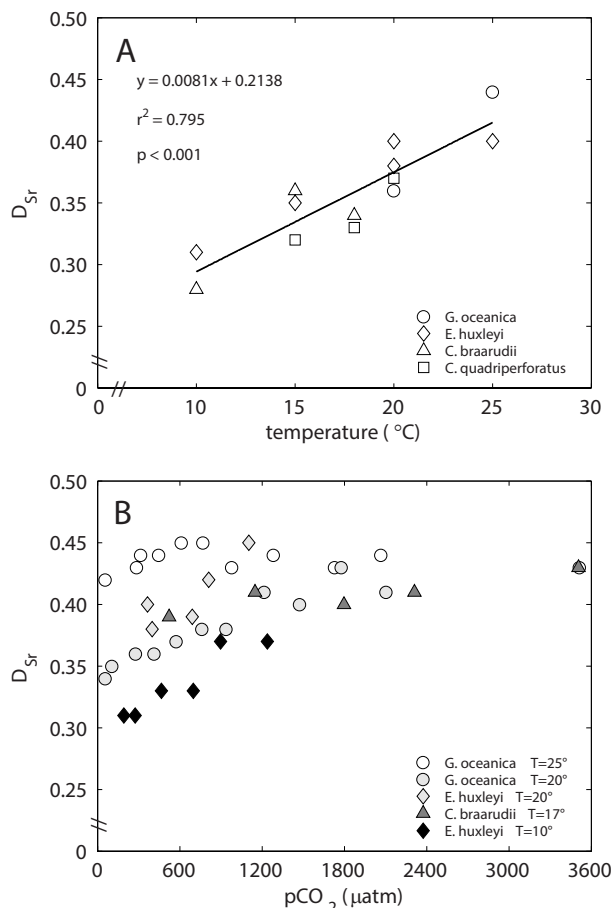 0.50
A
y = 0.0081x + 0.2138
0.45
r² = 0.795
0.40
p < 0.001
D_Sr
0.35
0.30
G. oceanica
E. huxleyi
0.25
C. braarudii
C. quadriperforatus
0
0 10 15 20 25 30
temperature ( °C)
0.50
B
0.45
0.40
D_Sr
0.35
0.30
G. oceanica T=25°
G. oceanica T=20°
0.25
E. huxleyi T=20°
C. braarudii T=17°
0
E. huxleyi T=10°
0 600 1200 1800 2400 3000 3600
pCO₂ (μatm)